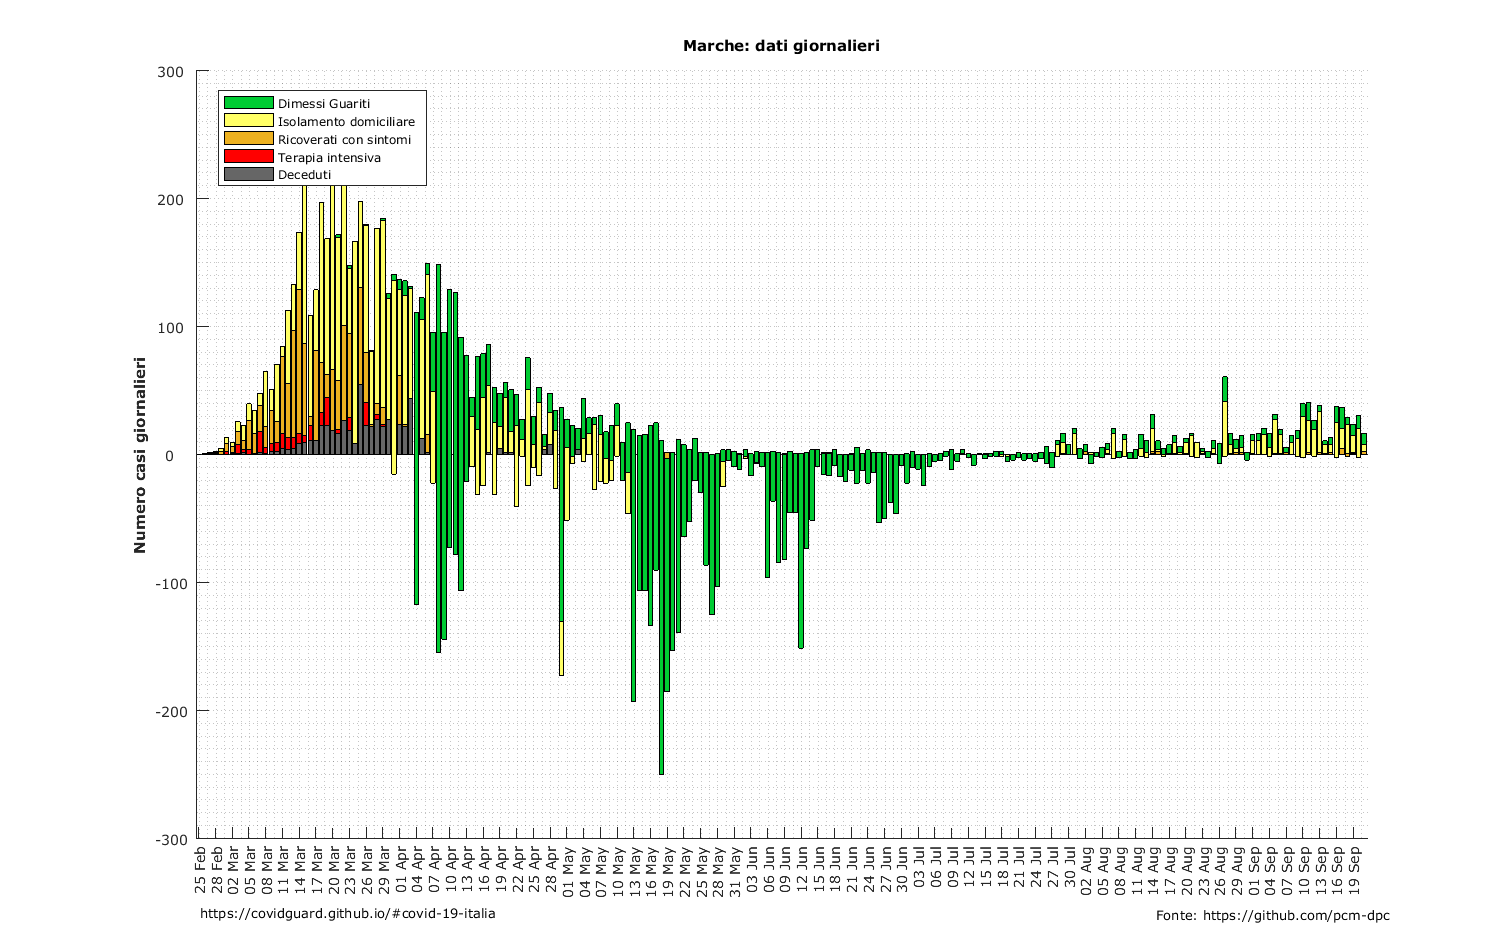 Marche: dati giornalieri
300
200
100
0
-100
-200
-300
Numero casi giornalieri
Dimessi Guariti
Isolamento domiciliare
Ricoverati con sintomi
Terapia intensiva
Deceduti
25 Feb
28 Feb
02 Mar
05 Mar
08 Mar
11 Mar
14 Mar
17 Mar
20 Mar
23 Mar
26 Mar
29 Mar
01 Apr
04 Apr
07 Apr
10 Apr
13 Apr
16 Apr
19 Apr
22 Apr
25 Apr
28 Apr
01 May
04 May
07 May
10 May
13 May
16 May
19 May
22 May
25 May
28 May
31 May
03 Jun
06 Jun
09 Jun
12 Jun
15 Jun
18 Jun
21 Jun
24 Jun
27 Jun
30 Jun
03 Jul
06 Jul
09 Jul
12 Jul
15 Jul
18 Jul
21 Jul
24 Jul
27 Jul
30 Jul
02 Aug
05 Aug
08 Aug
11 Aug
14 Aug
17 Aug
20 Aug
23 Aug
26 Aug
29 Aug
01 Sep
04 Sep
07 Sep
10 Sep
13 Sep
16 Sep
19 Sep
https://covidguard.github.io/#covid-19-italia
Fonte: https://github.com/pcm-dpc